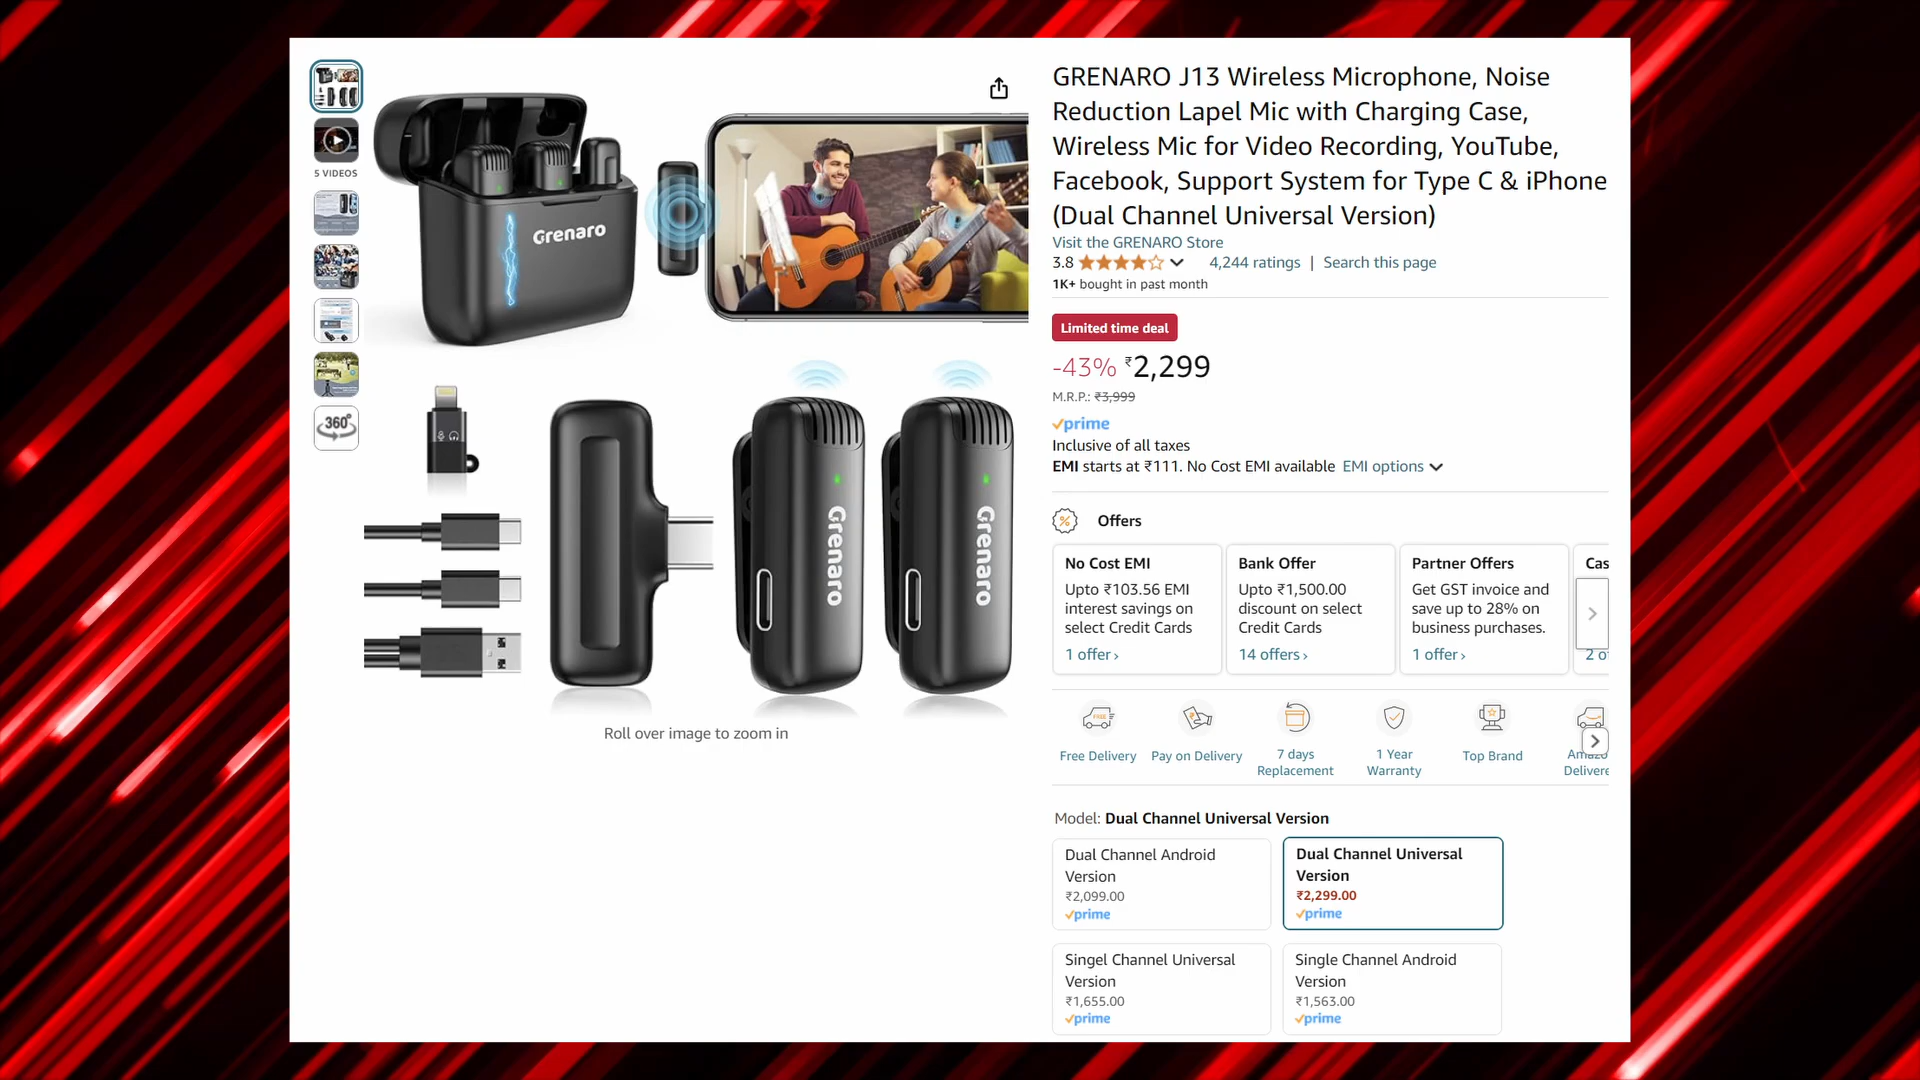 GRENARO J13 Wireless Microphone, Noise
Reduction Lapel Mic with Charging Case,
Wireless Mic for Video Recording, YouTube,
Facebook, Support System for Type C & iPhone
(Dual Channel Universal Version)
Visit the GRENARO Store
3.8 4,244 ratings | Search this page
1K+ bought in past month
Limited time deal
-43% ₹2,299
M.R.P.: ₹3,999
prime
Inclusive of all taxes
EMI starts at ₹111. No Cost EMI available EMI options
Offers
No Cost EMI
Upto ₹103.56 EMI
interest savings on
select Credit Cards
1 offer ›
Bank Offer
Upto ₹1,500.00
discount on select
Credit Cards
14 offers ›
Partner Offers
Get GST invoice and
save up to 28% on
business purchases.
1 offer ›
Cas
2 o
FREE
Free Delivery
Pay on Delivery
7 days
Replacement
1 Year
Warranty
Top Brand
Amazo
Delivere
Model: Dual Channel Universal Version
Dual Channel Android
Version
₹2,099.00
prime
Dual Channel Universal
Version
₹2,299.00
prime
Singel Channel Universal
Version
₹1,655.00
prime
Single Channel Android
Version
₹1,563.00
prime
5 VIDEOS
360°
Grenaro
Grenaro
Grenaro
Roll over image to zoom in